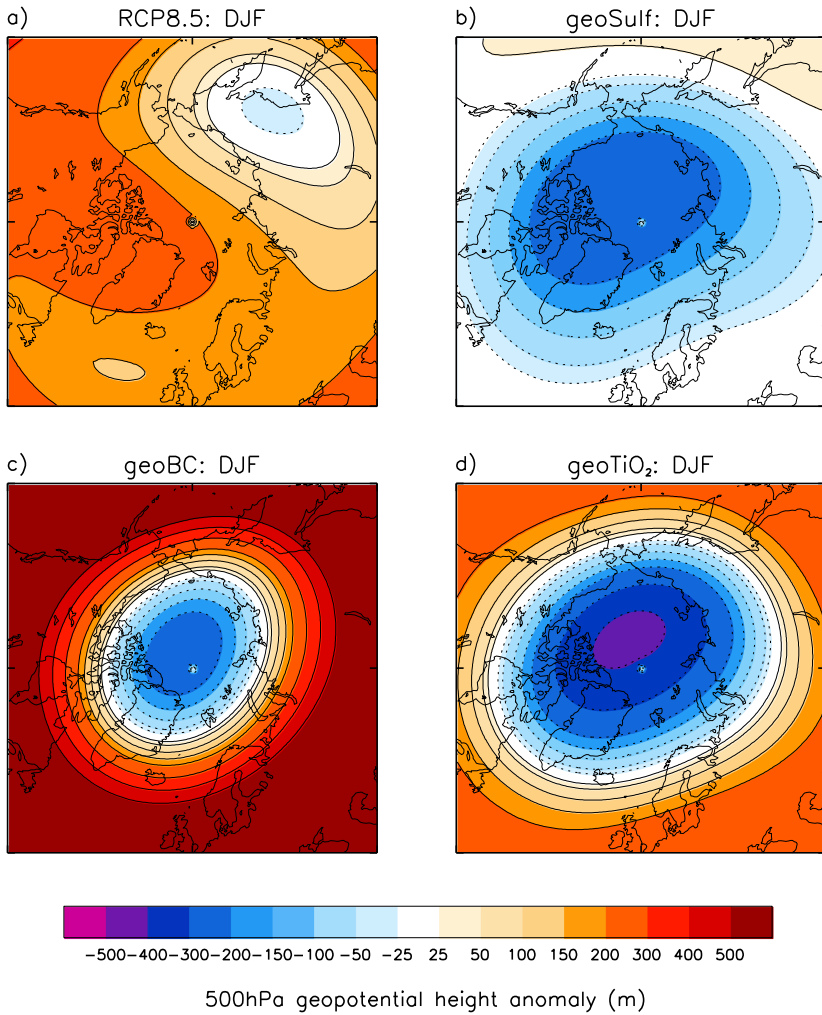 a) RCP8.5: DJF
b) geoSulf: DJF
c) geoBC: DJF
d) geoTiO₂: DJF
-500-400-300-200-150-100 -50 -25 25 50 100 150 200 300 400 500
500hPa geopotential height anomaly (m)